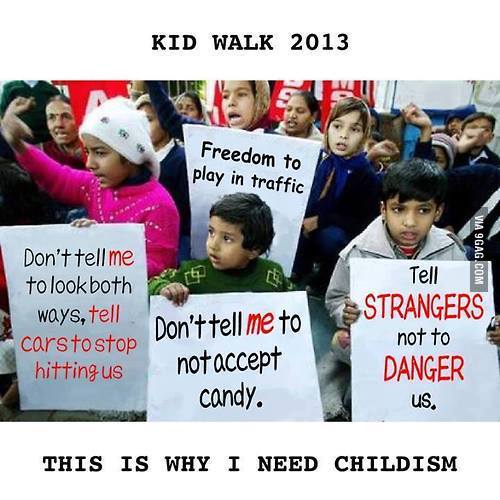 KID WALK 2013
Freedom to
play in traffic
Don't tell me
to look both
ways, tell
cars to stop
hitting us
Don't tell me to
not accept
candy.
Tell
STRANGERS
not to
DANGER
us.
VIA 9GAG.COM
THIS IS WHY I NEED CHILDISM